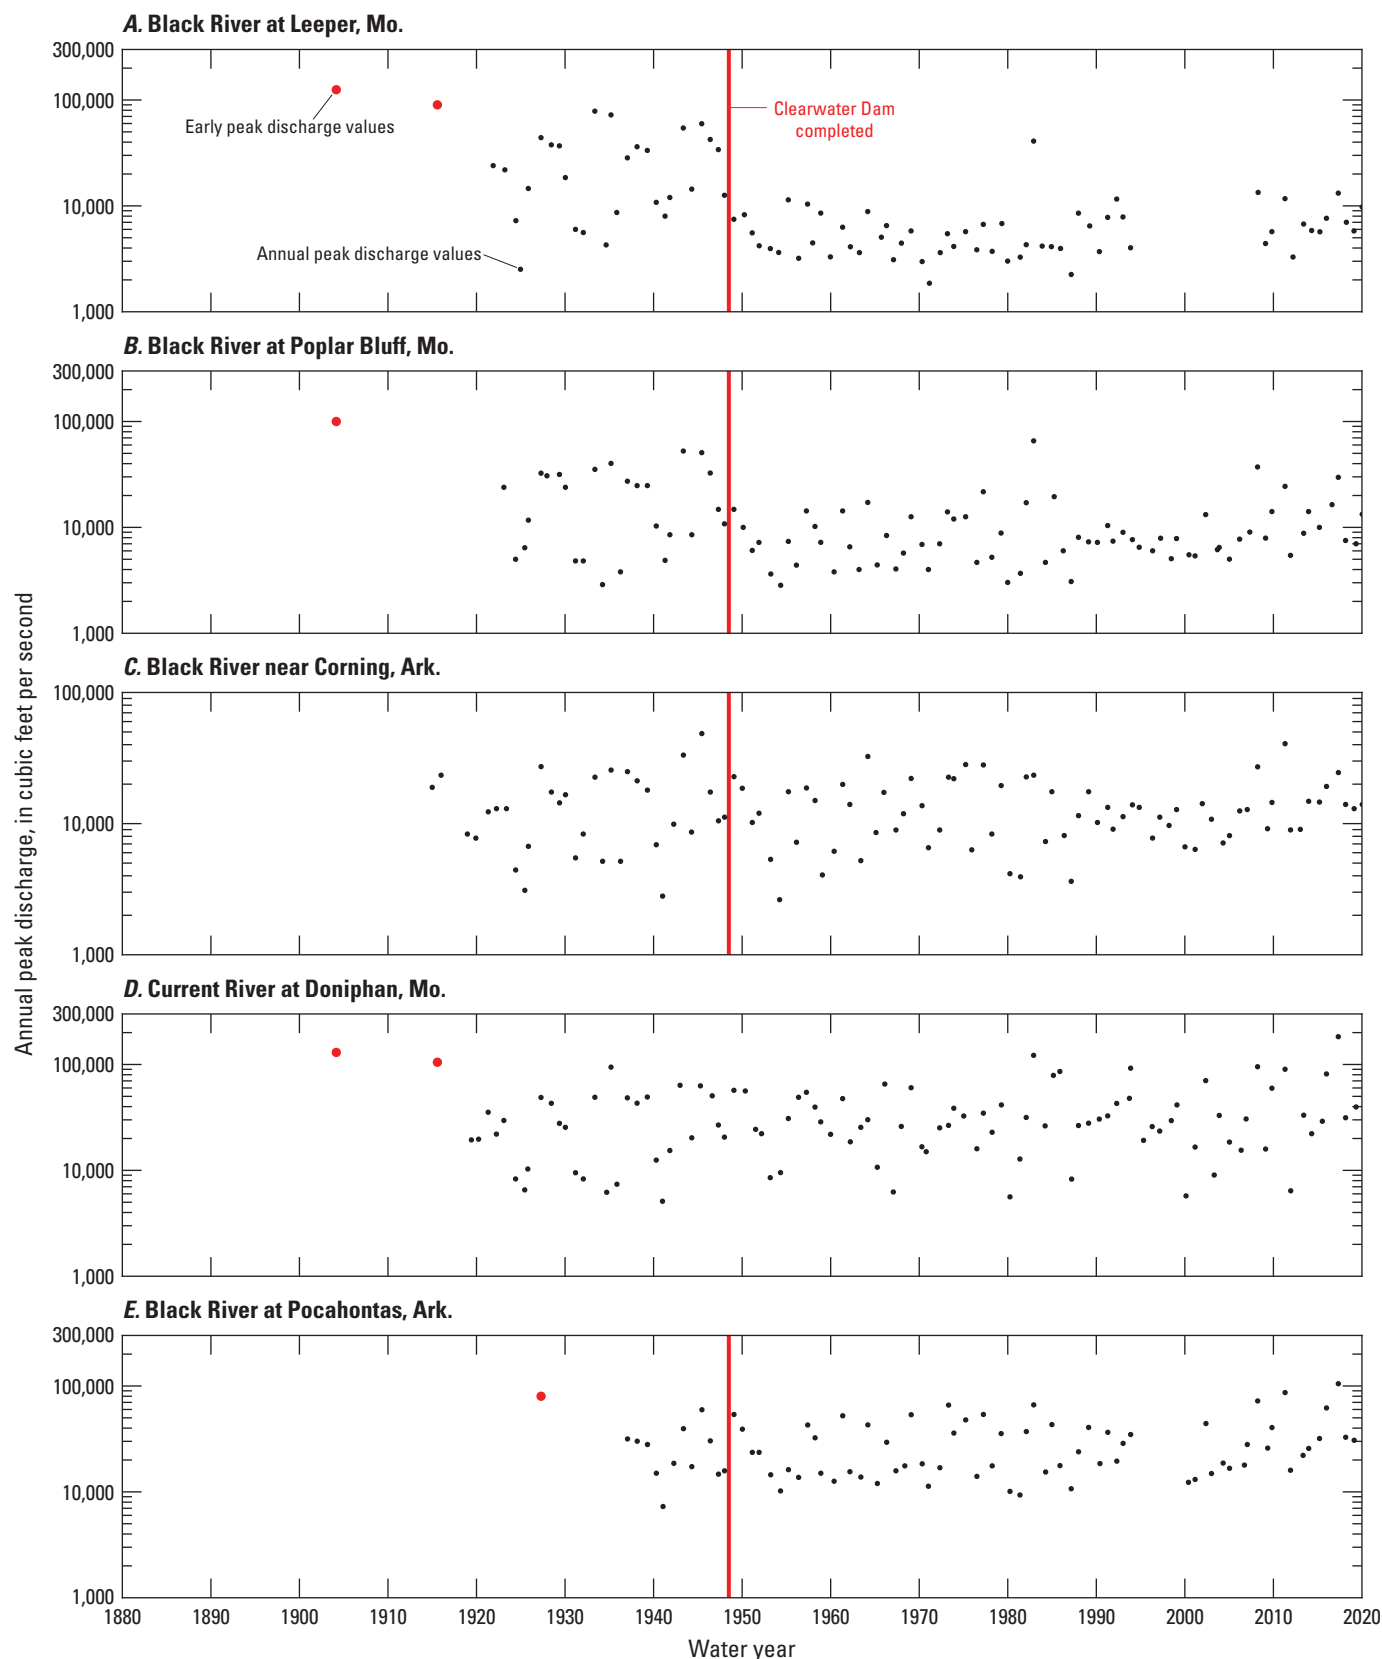 A. Black River at Leeper, Mo.
300,000
100,000
10,000
1,000
Early peak discharge values
Annual peak discharge values
Clearwater Dam
completed
B. Black River at Poplar Bluff, Mo.
300,000
100,000
10,000
1,000
C. Black River near Corning, Ark.
100,000
10,000
1,000
Annual peak discharge, in cubic feet per second
D. Current River at Doniphan, Mo.
300,000
100,000
10,000
1,000
E. Black River at Pocahontas, Ark.
300,000
100,000
10,000
1,000
1880 1890 1900 1910 1920 1930 1940 1950 1960 1970 1980 1990 2000 2010 2020
Water year